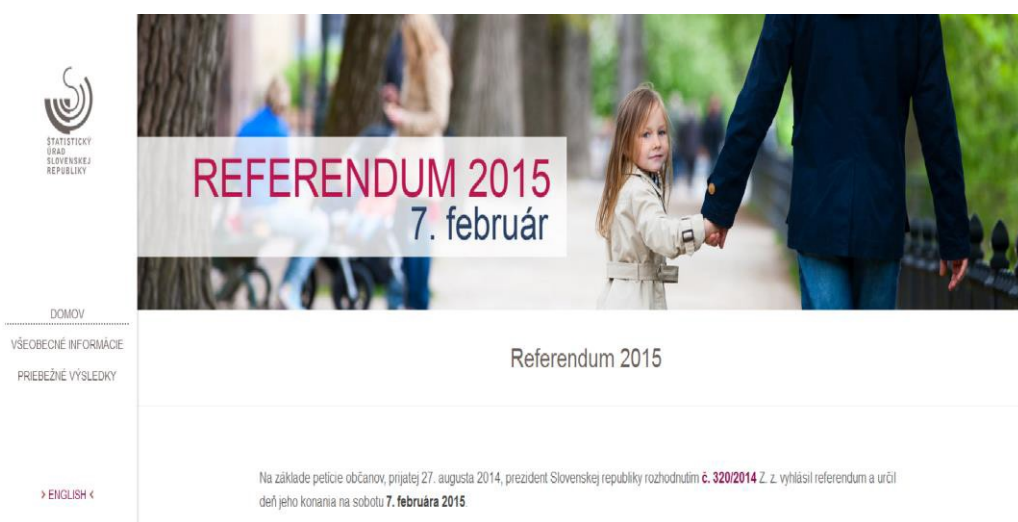 ŠTATISTICKÝ
ÚRAD
SLOVENSKEJ
REPUBLIKY
REFERENDUM 2015
7. február
DOMOV
VŠEOBECNÉ INFORMÁCIE
PRIEBEŽNÉ VÝSLEDKY
> ENGLISH <
Referendum 2015
Na základe petície občanov, prijatej 27. augusta 2014, prezident Slovenskej republiky rozhodnutím č. 320/2014 Z. z. vyhlásil referendum a určil
deň jeho konania na sobotu 7. februára 2015.